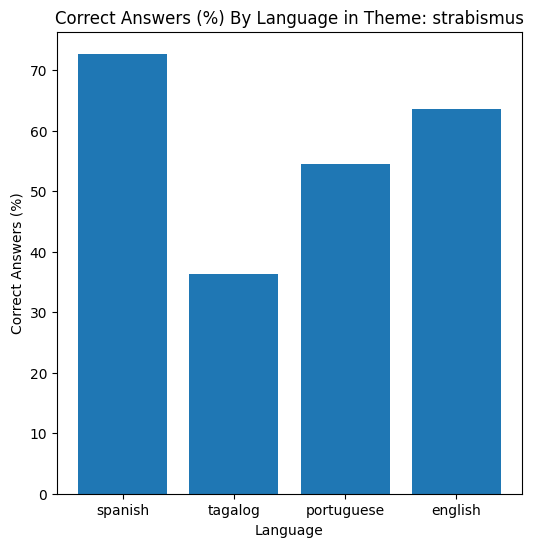 Correct Answers (%) By Language in Theme: strabismus
Correct Answers (%)
70
60
50
40
30
20
10
0
spanish tagalog portuguese english
Language